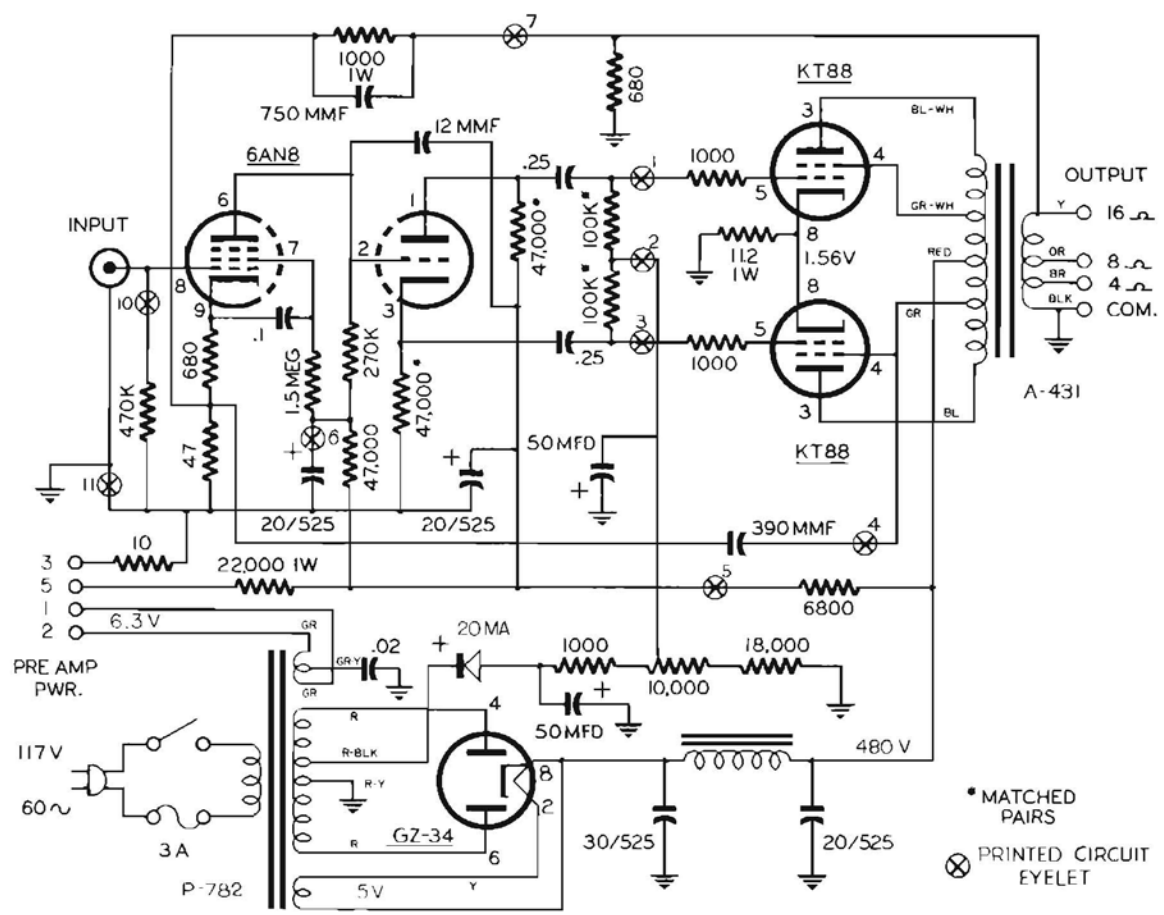 7
1000
1W
750 MMF
680
KT88
12 MMF
6AN8
3
BL-WH
6
1
.25
1
1000
4
OUTPUT
INPUT
7
47,000*
100K*
5
GR-WH
Y
16 Ω
2
2
8
11.2
1W
1.56V
RED
OR
8 Ω
8
10
9
3
8
BR
4 Ω
.1
100K*
3
5
GR
BLK
COM.
680
1.5 MEG
270K
47,000*
.25
1000
4
A-431
470K
3
BL
47
+
6
47,000
+
50 MFD
+
KT88
11
20/525
20/525
390 MMF
4
3
10
5
22,000 1W
5
6800
1
2
6.3V
GR
GR-Y
GR
.02
+
20MA
1000
10,000
18,000
PRE AMP
PWR.
+
50MFD
R
4
117V
R-BLK
8
480 V
60~
R-Y
2
3A
R
GZ-34
6
30/525
20/525
* MATCHED
PAIRS
P-782
5V
Y
PRINTED CIRCUIT
EYELET